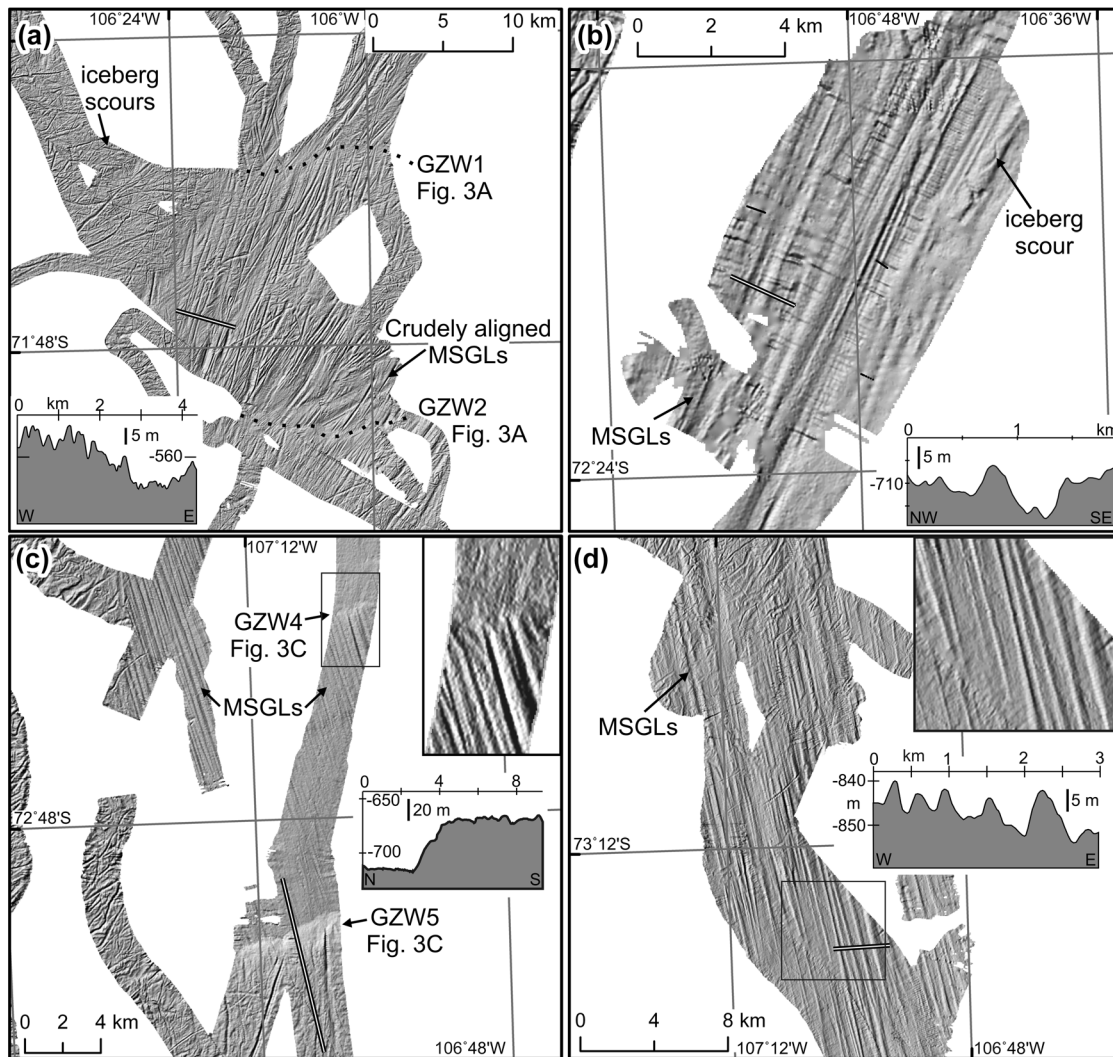 (a)
106°24'W
106°W
0 5 10 km
iceberg
scours
GZW1
Fig. 3A
Crudely aligned
MSGLs
71°48'S
GZW2
Fig. 3A
0 km 2 4
5 m
-560
W E
(b)
0 2 4 km
106°48'W
106°36'W
iceberg
scour
MSGLs
72°24'S
0 1 km
5 m
-710
NW SE
(c)
107°12'W
GZW4
Fig. 3C
MSGLs
0 4 8
-650
20 m
-700
N S
72°48'S
GZW5
Fig. 3C
0 2 4 km
106°48'W
(d)
MSGLs
0 km 1 2 3
-840
m
-850
5 m
W E
73°12'S
0 4 8 km
107°12'W
106°48'W